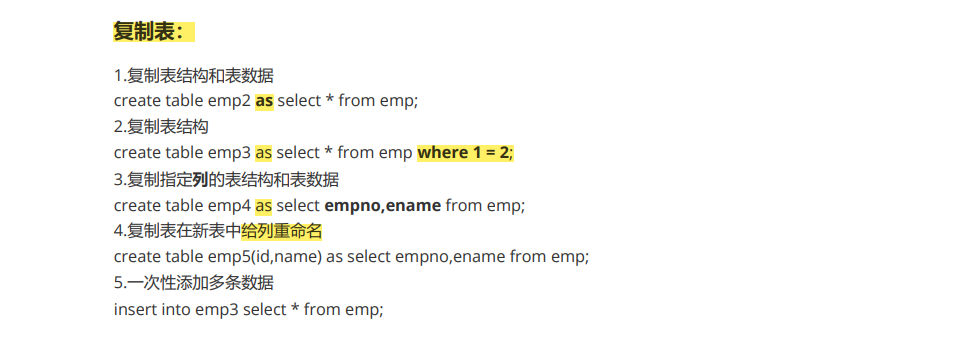 复制表：
1.复制表结构和表数据
create table emp2 as select * from emp;
2.复制表结构
create table emp3 as select * from emp where 1 = 2;
3.复制指定列的表结构和表数据
create table emp4 as select empno,ename from emp;
4.复制表在新表中给列重命名
create table emp5(id,name) as select empno,ename from emp;
5.一次性添加多条数据
insert into emp3 select * from emp;